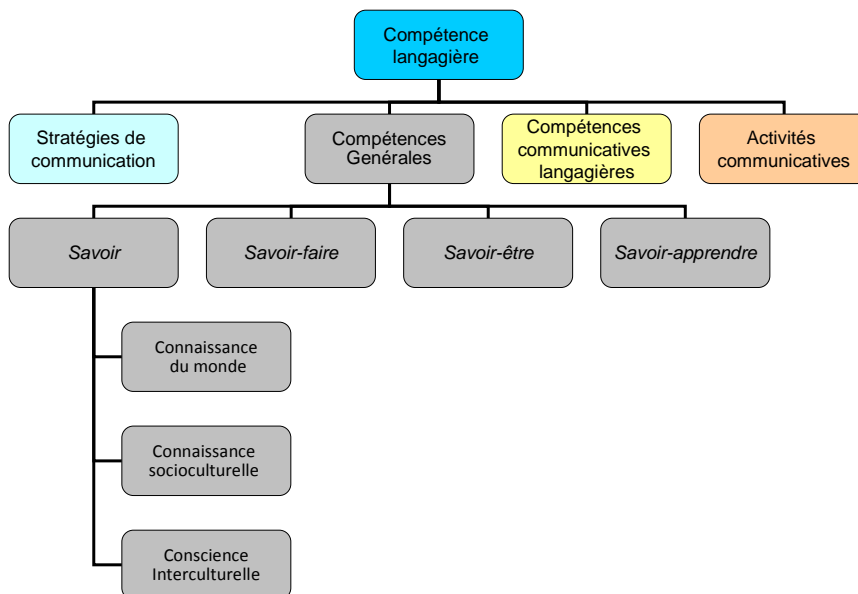 Compétence
langagière
Stratégies de
communication
Compétences
Genérales
Compétences
communicatives
langagières
Activités
communicatives
Savoir
Savoir-faire
Savoir-être
Savoir-apprendre
Connaissance
du monde
Connaissance
socioculturelle
Conscience
Interculturelle